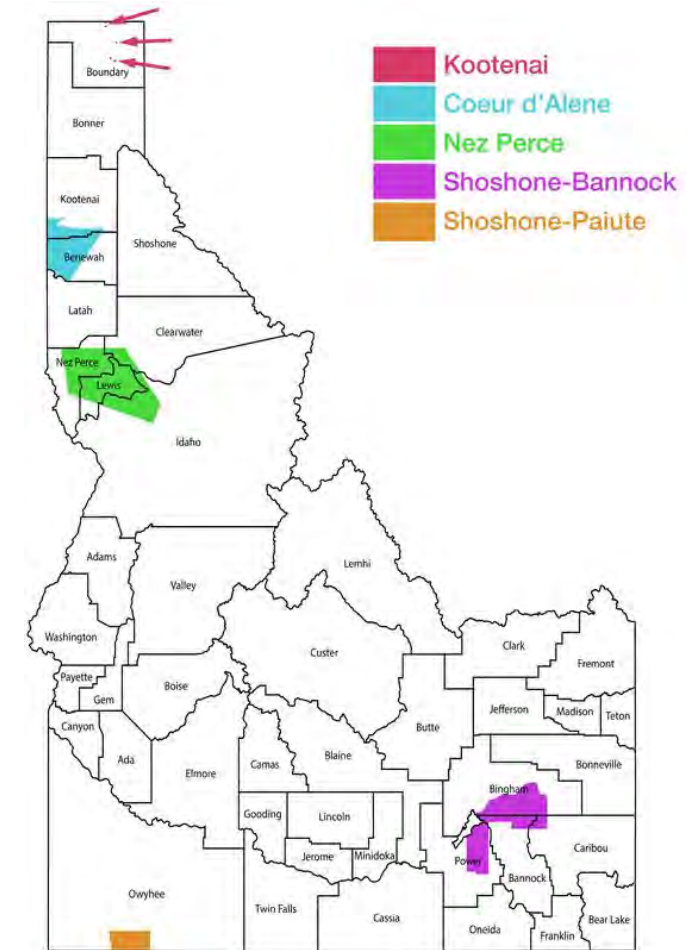 Kootenai
Coeur d'Alene
Nez Perce
Shoshone-Bannock
Shoshone-Paiute
Boundary
Bonner
Kootenai
Shoshone
Benewah
Latah
Clearwater
Nez Perce
Lewis
Idaho
Adams
Lemhi
Valley
Washington
Custer
Clark
Fremont
Payette
Gem
Boise
Jefferson
Madison
Teton
Canyon
Ada
Elmore
Camas
Blaine
Butte
Bonneville
Bingham
Gooding
Lincoln
Jerome
Minidoka
Power
Caribou
Bannock
Owyhee
Twin Falls
Cassia
Oneida
Franklin
Bear Lake